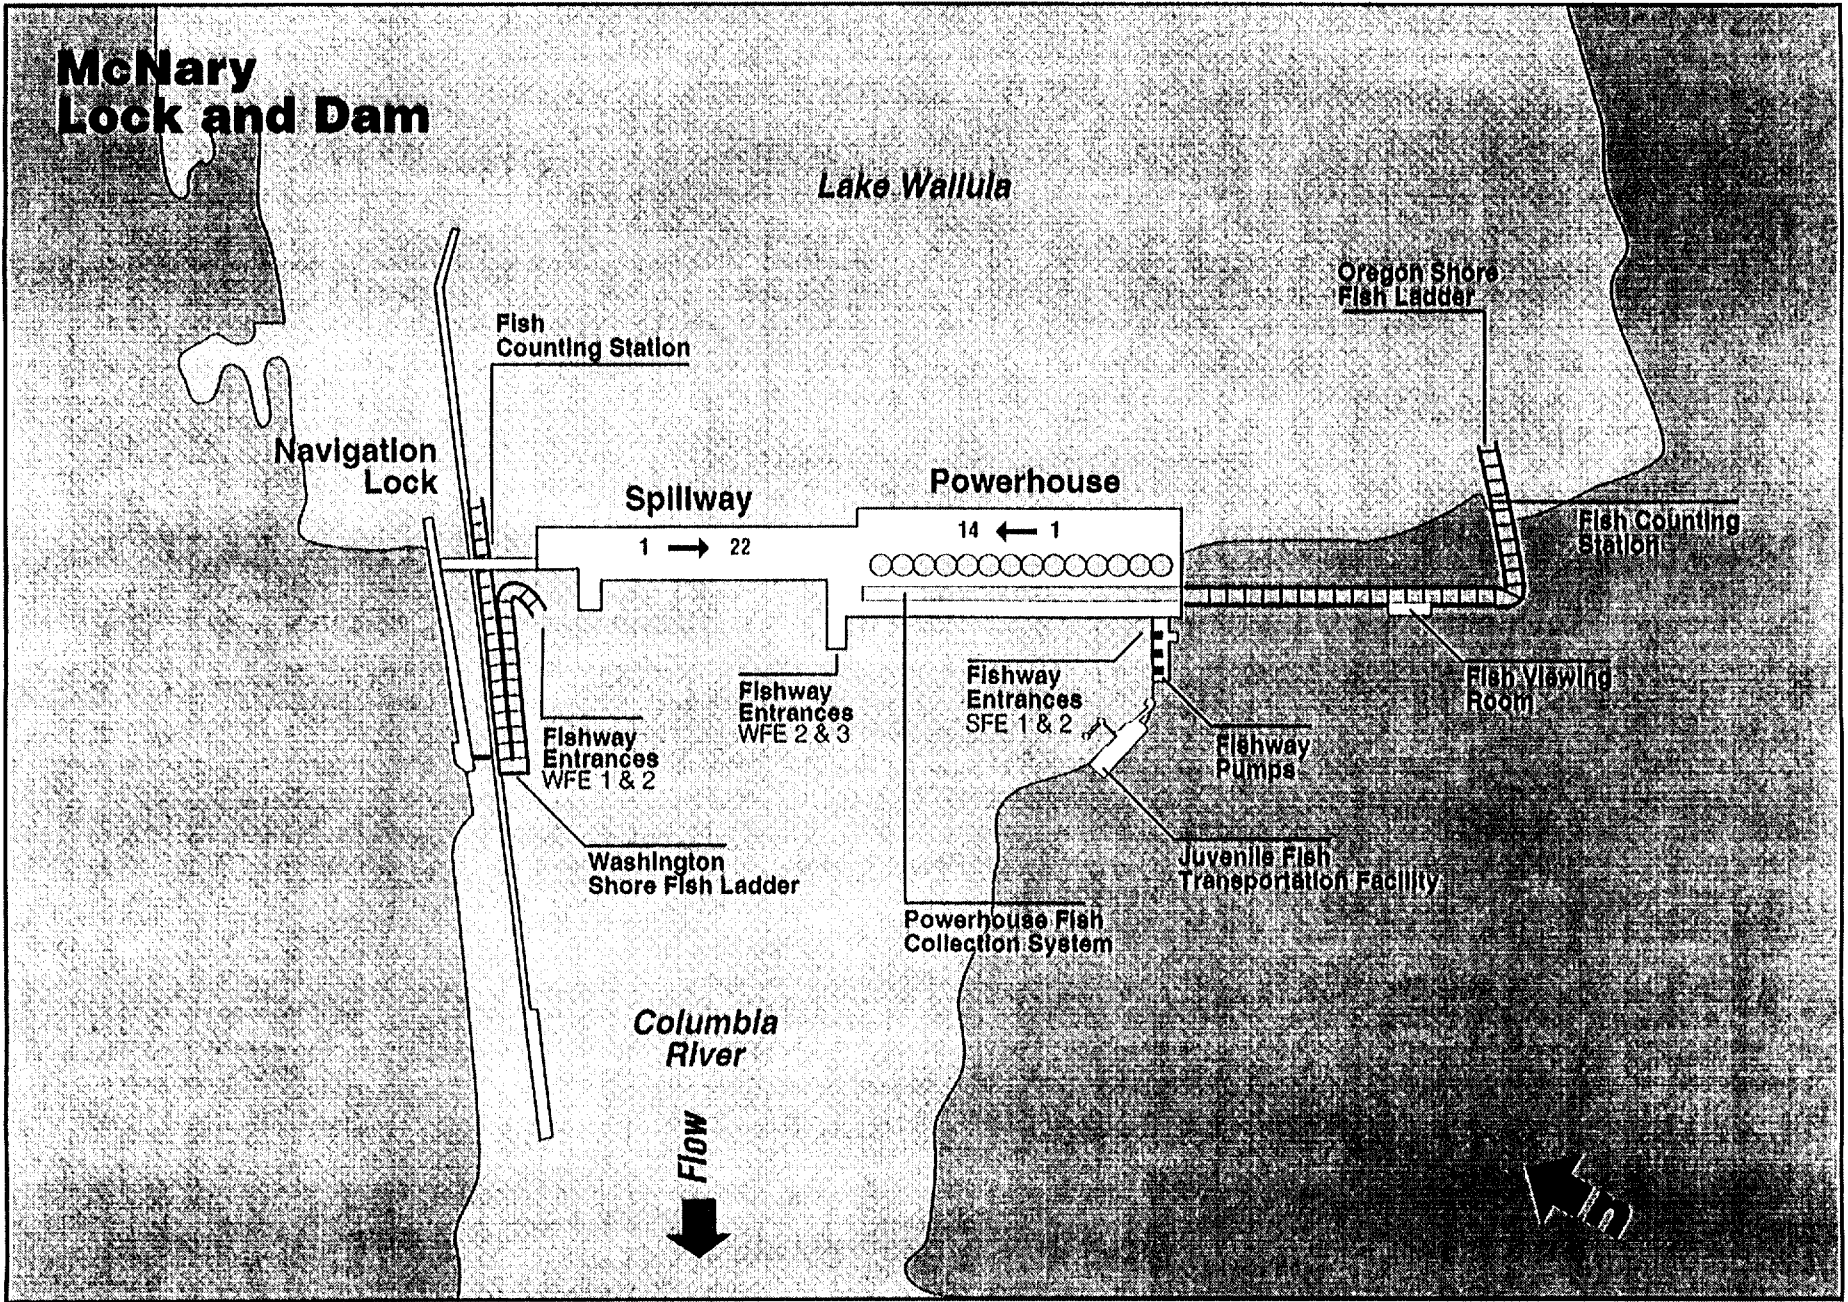 McNary
Lock and Dam
Lake Wallula
Oregon Shore
Fish Ladder
Fish
Counting Station
Navigation
Lock
Spillway
1 → 22
Powerhouse
14 ← 1
Fish Counting
Station
Fishway
Entrances
WFE 1 & 2
Fishway
Entrances
WFE 2 & 3
Fishway
Entrances
SFE 1 & 2
Fish Viewing
Room
Fishway
Pumps
Washington
Shore Fish Ladder
Juvenile Fish
Transportation Facility
Powerhouse Fish
Collection System
Columbia
River
Flow
n